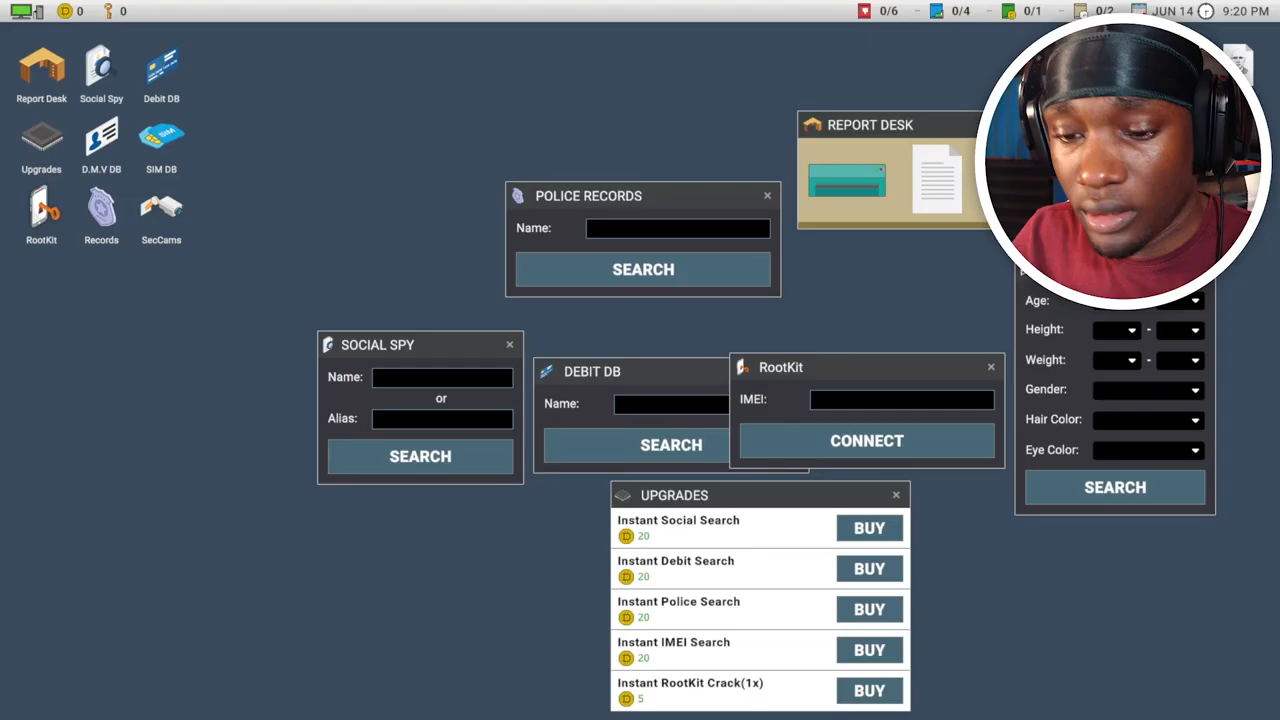 0
0
0/6
-
0/4
-
0/1
-
0/2
JUN 14
9:20 PM
Report Desk
Social Spy
Debit DB
Upgrades
D.M.V DB
SIM DB
RootKit
Records
SecCams
REPORT DESK
POLICE RECORDS
×
Name:
SEARCH
Age:
-
Height:
-
Weight:
-
Gender:
Hair Color:
Eye Color:
SEARCH
SOCIAL SPY
×
Name:
or
Alias:
SEARCH
DEBIT DB
Name:
SEARCH
RootKit
×
IMEI:
CONNECT
UPGRADES
×
Instant Social Search
20
BUY
Instant Debit Search
20
BUY
Instant Police Search
20
BUY
Instant IMEI Search
20
BUY
Instant RootKit Crack(1x)
5
BUY